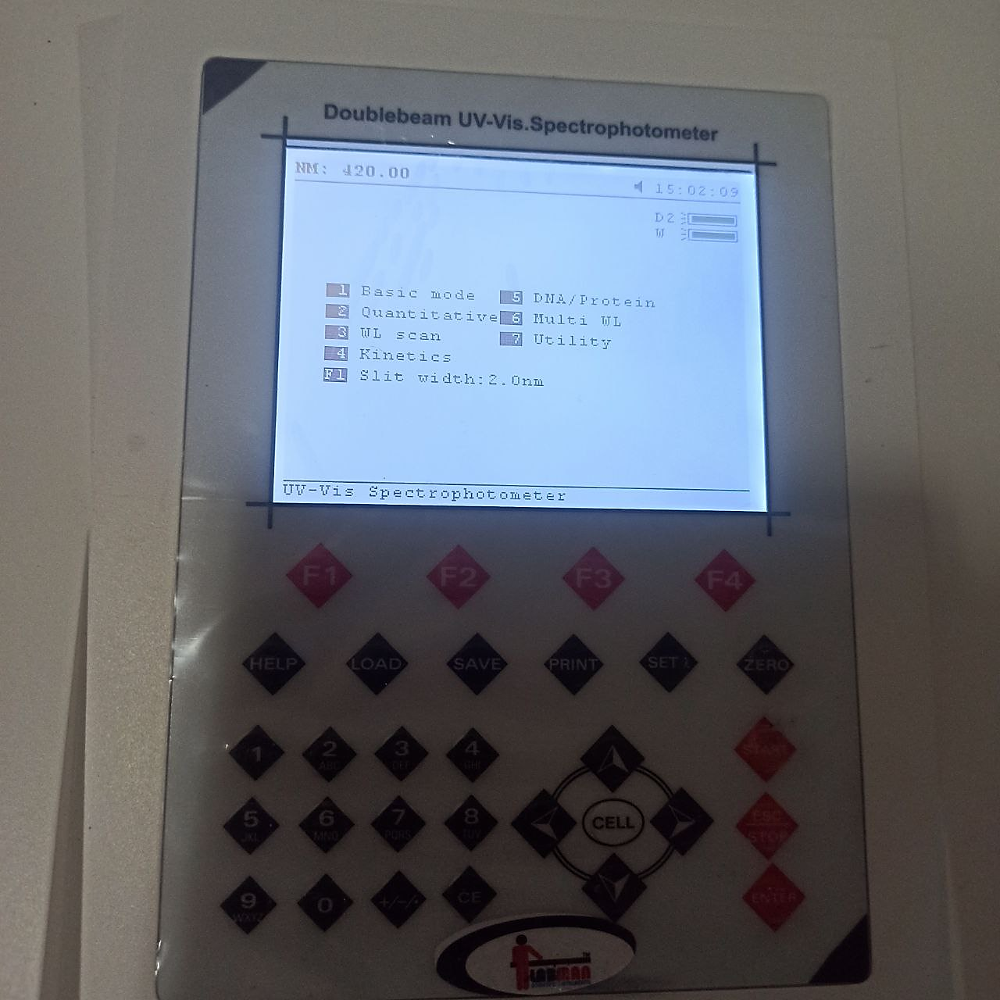 Doublebeam UV-Vis.Spectrophotometer
NM: 420.00
15:02:09
D2
W
1 Basic mode 5 DNA/Protein
2 Quantitative 6 Multi WL
3 WL scan 7 Utility
4 Kinetics
F1 Slit width:2.0nm
UV-Vis Spectrophotometer
F1 F2 F3 F4
HELP LOAD SAVE PRINT SET λ ZERO
1 2 ABC 3 DEF 4 GHI START
5 JKL 6 MNO 7 PQRS 8 TUV CELL ESC STOP
9 WXYZ 0 +/-/. CE ENTER
LABMAN